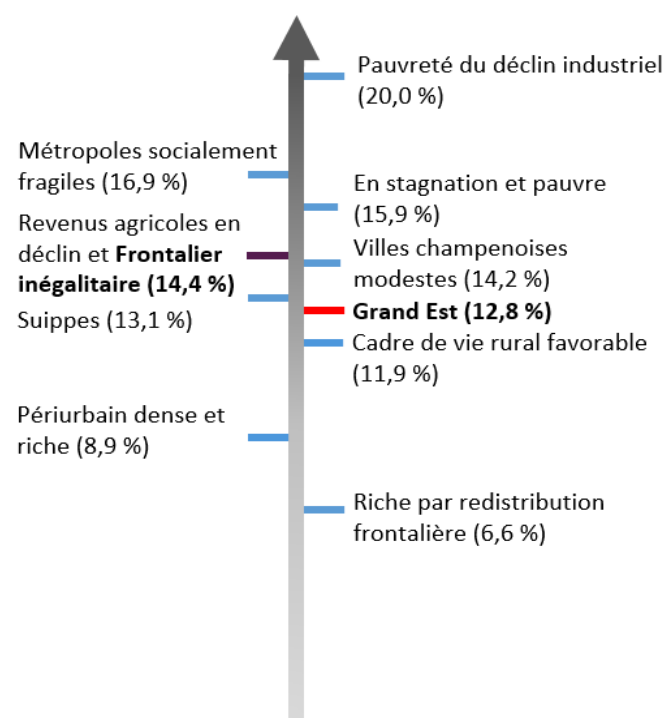 Pauvreté du déclin industriel
(20,0 %)
Métropoles socialement
fragiles (16,9 %)
En stagnation et pauvre
(15,9 %)
Revenus agricoles en
déclin et Frontalier
inégalitaire (14,4 %)
Villes champenoises
modestes (14,2 %)
Suippes (13,1 %)
Grand Est (12,8 %)
Cadre de vie rural favorable
(11,9 %)
Périurbain dense et
riche (8,9 %)
Riche par redistribution
frontalière (6,6 %)